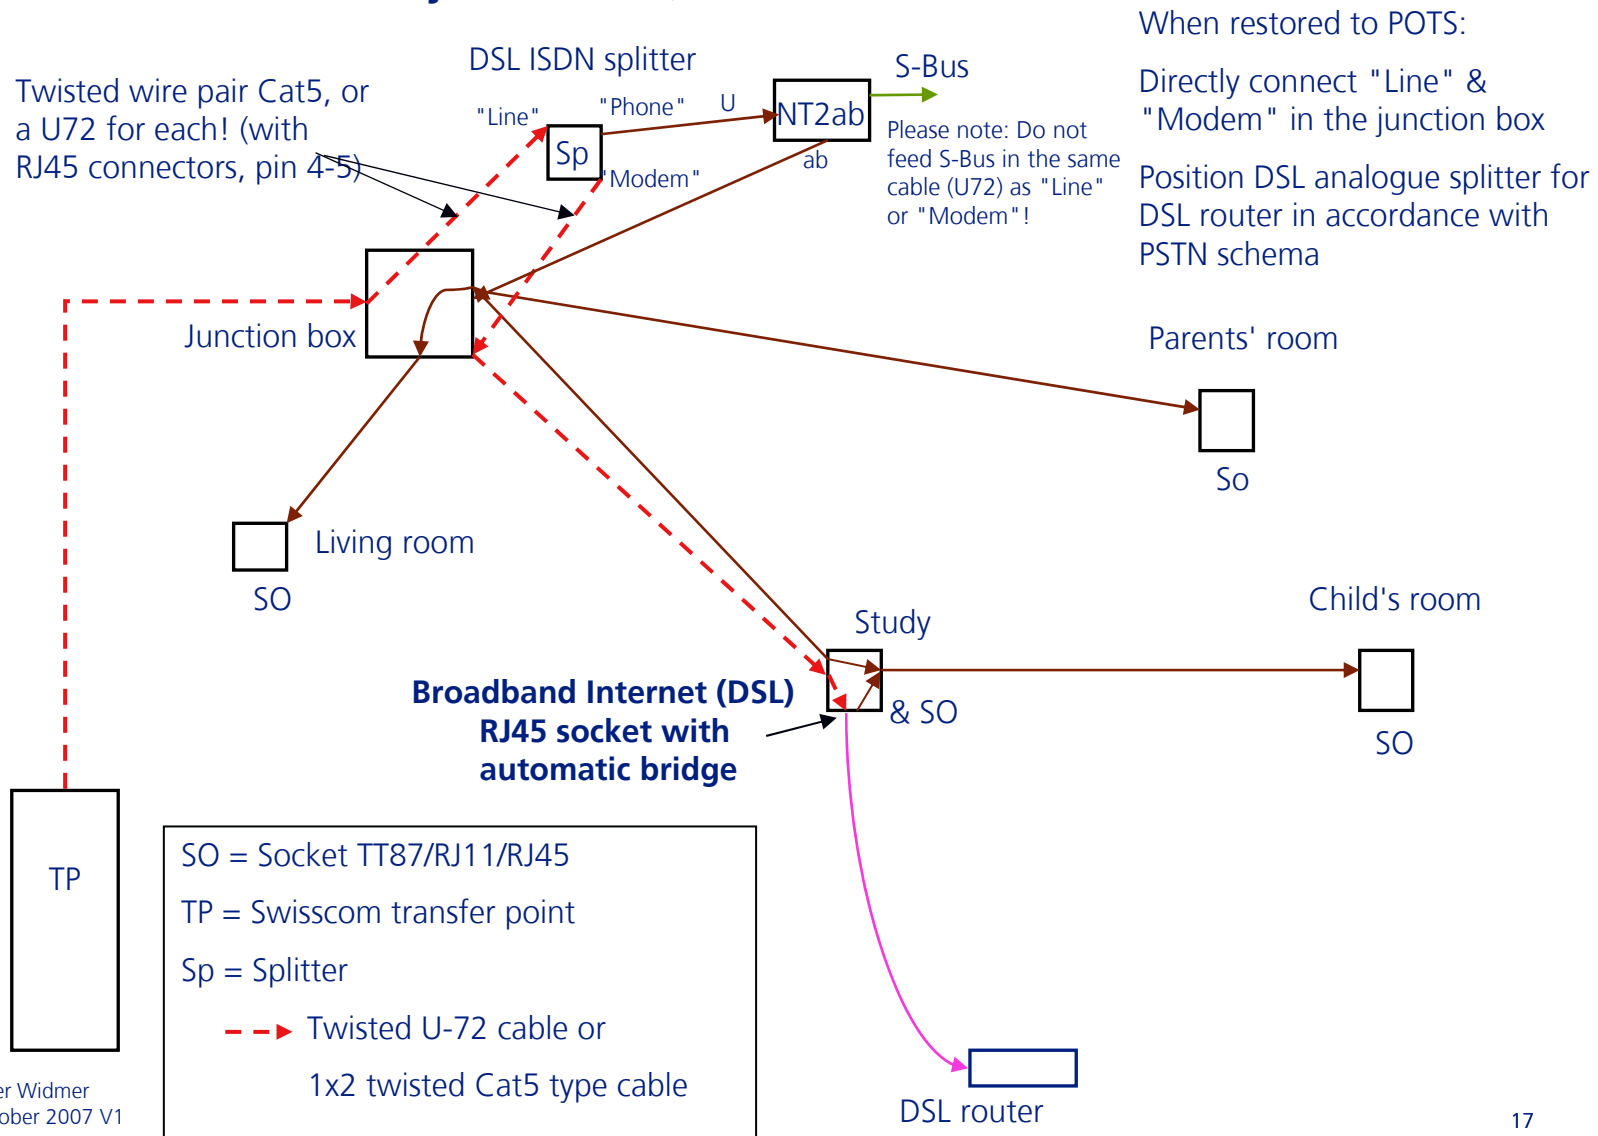 When restored to POTS:
DSL ISDN splitter
S-Bus
Twisted wire pair Cat5, or
a U72 for each! (with
RJ45 connectors, pin 4-5)
Directly connect "Line" &
"Modem" in the junction box
"Line"
"Phone"
U
NT2ab
Sp
ab
"Modem"
Please note: Do not
feed S-Bus in the same
cable (U72) as "Line"
or "Modem"!
Position DSL analogue splitter for
DSL router in accordance with
PSTN schema
Junction box
Parents' room
So
Living room
SO
Child's room
SO
Study
& SO
Broadband Internet (DSL)
RJ45 socket with
automatic bridge
TP
SO = Socket TT87/RJ11/RJ45
TP = Swisscom transfer point
Sp = Splitter
Twisted U-72 cable or
1x2 twisted Cat5 type cable
DSL router
Widmer
2007 V1
17